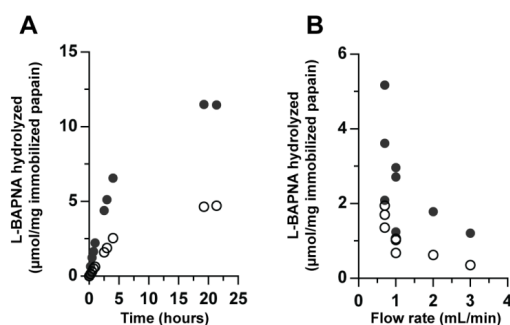 A
L-BAPNA hydrolyzed
(µmol/mg immobilized papain)
15
10
5
0
0 5 10 15 20 25
Time (hours)
B
L-BAPNA hydrolyzed
(µmol/mg immobilized papain)
6
4
2
0
0 1 2 3 4
Flow rate (mL/min)